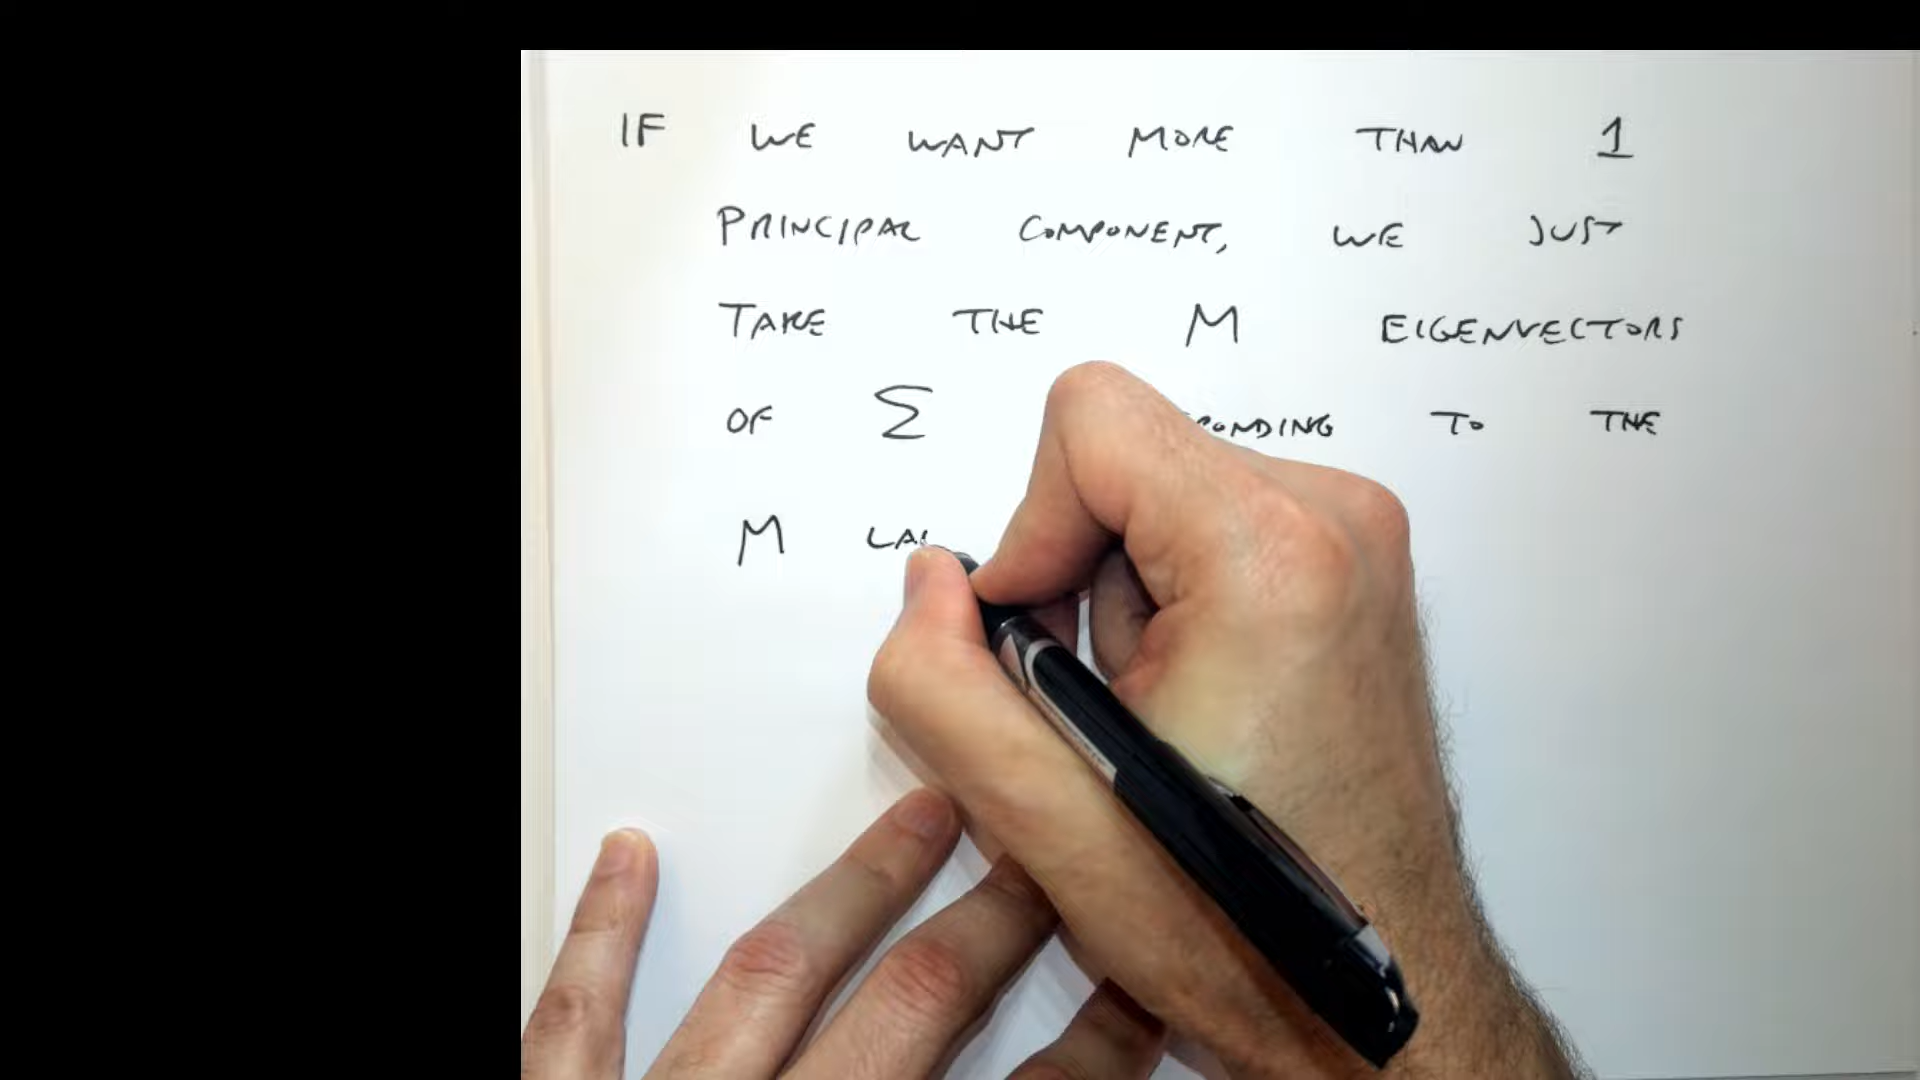 IF WE WANT MORE THAN 1
PRINCIPAL COMPONENT, WE JUST
TAKE THE M EIGENVECTORS
OF Σ TO THE
M